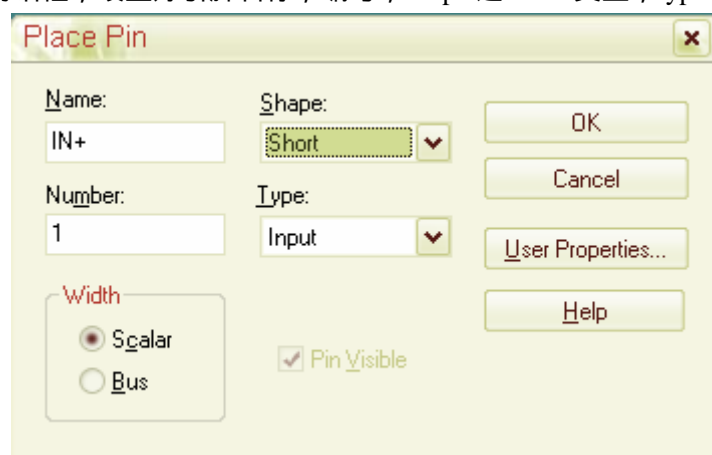 Place Pin
Name:
Shape:
IN+
Short
OK
Cancel
Number:
Type:
1
Input
User Properties...
Width
Scalar
Bus
Pin Visible
Help